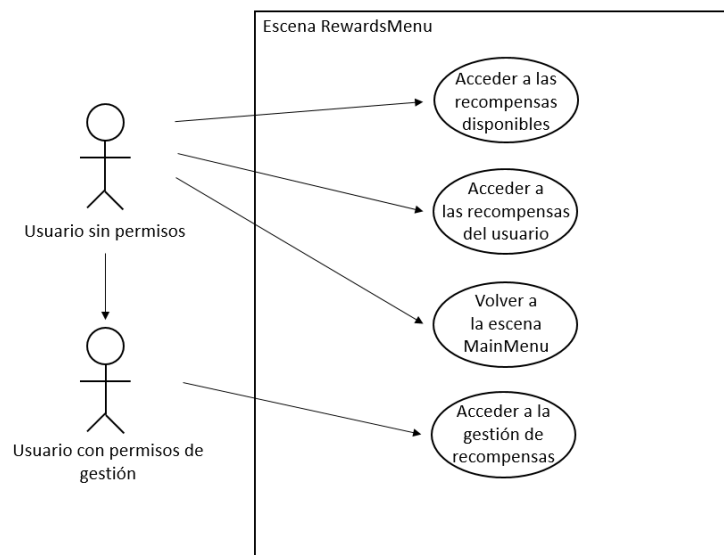 Escena RewardsMenu
Acceder a las
recompensas
disponibles
Acceder a
las recompensas
del usuario
Usuario sin permisos
Volver a
la escena
MainMenu
Acceder a la
gestión de
recompensas
Usuario con permisos de
gestión